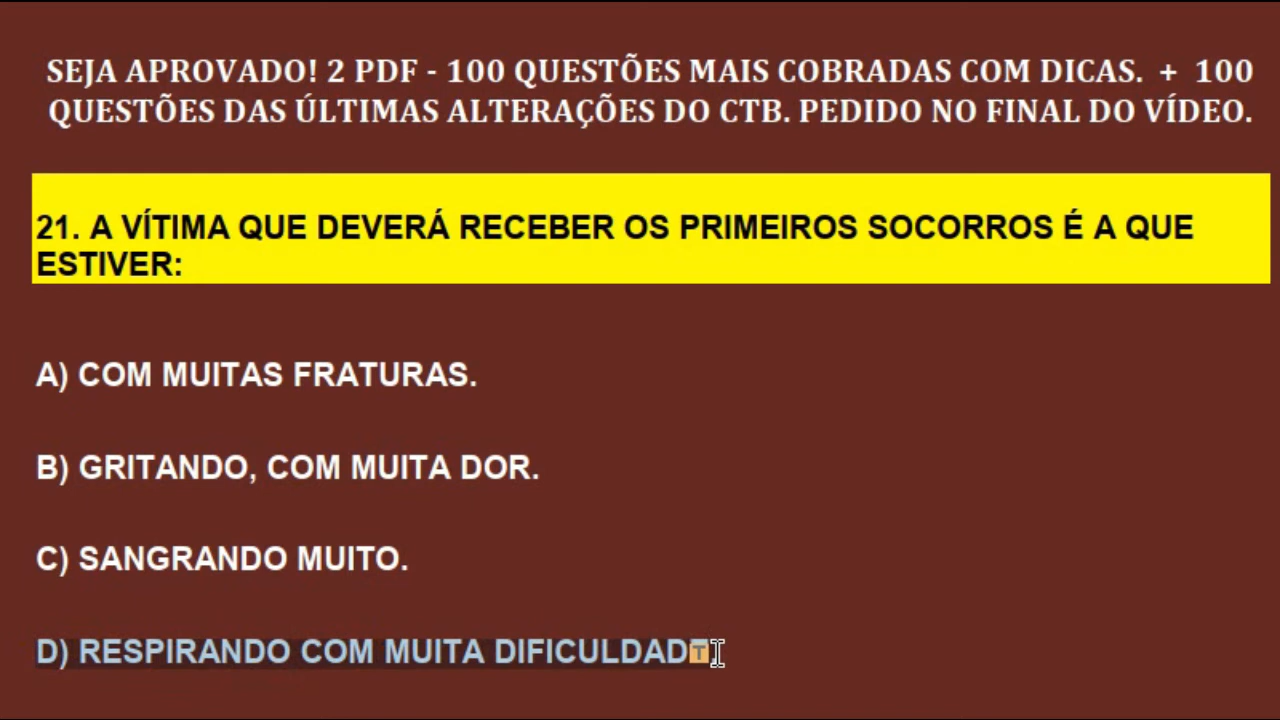 SEJA APROVADO! 2 PDF - 100 QUESTÕES MAIS COBRADAS COM DICAS. + 100
QUESTÕES DAS ÚLTIMAS ALTERAÇÕES DO CTB. PEDIDO NO FINAL DO VÍDEO.
21. A VÍTIMA QUE DEVERÁ RECEBER OS PRIMEIROS SOCORROS É A QUE
ESTIVER:
A) COM MUITAS FRATURAS.
B) GRITANDO, COM MUITA DOR.
C) SANGRANDO MUITO.
D) RESPIRANDO COM MUITA DIFICULDAD